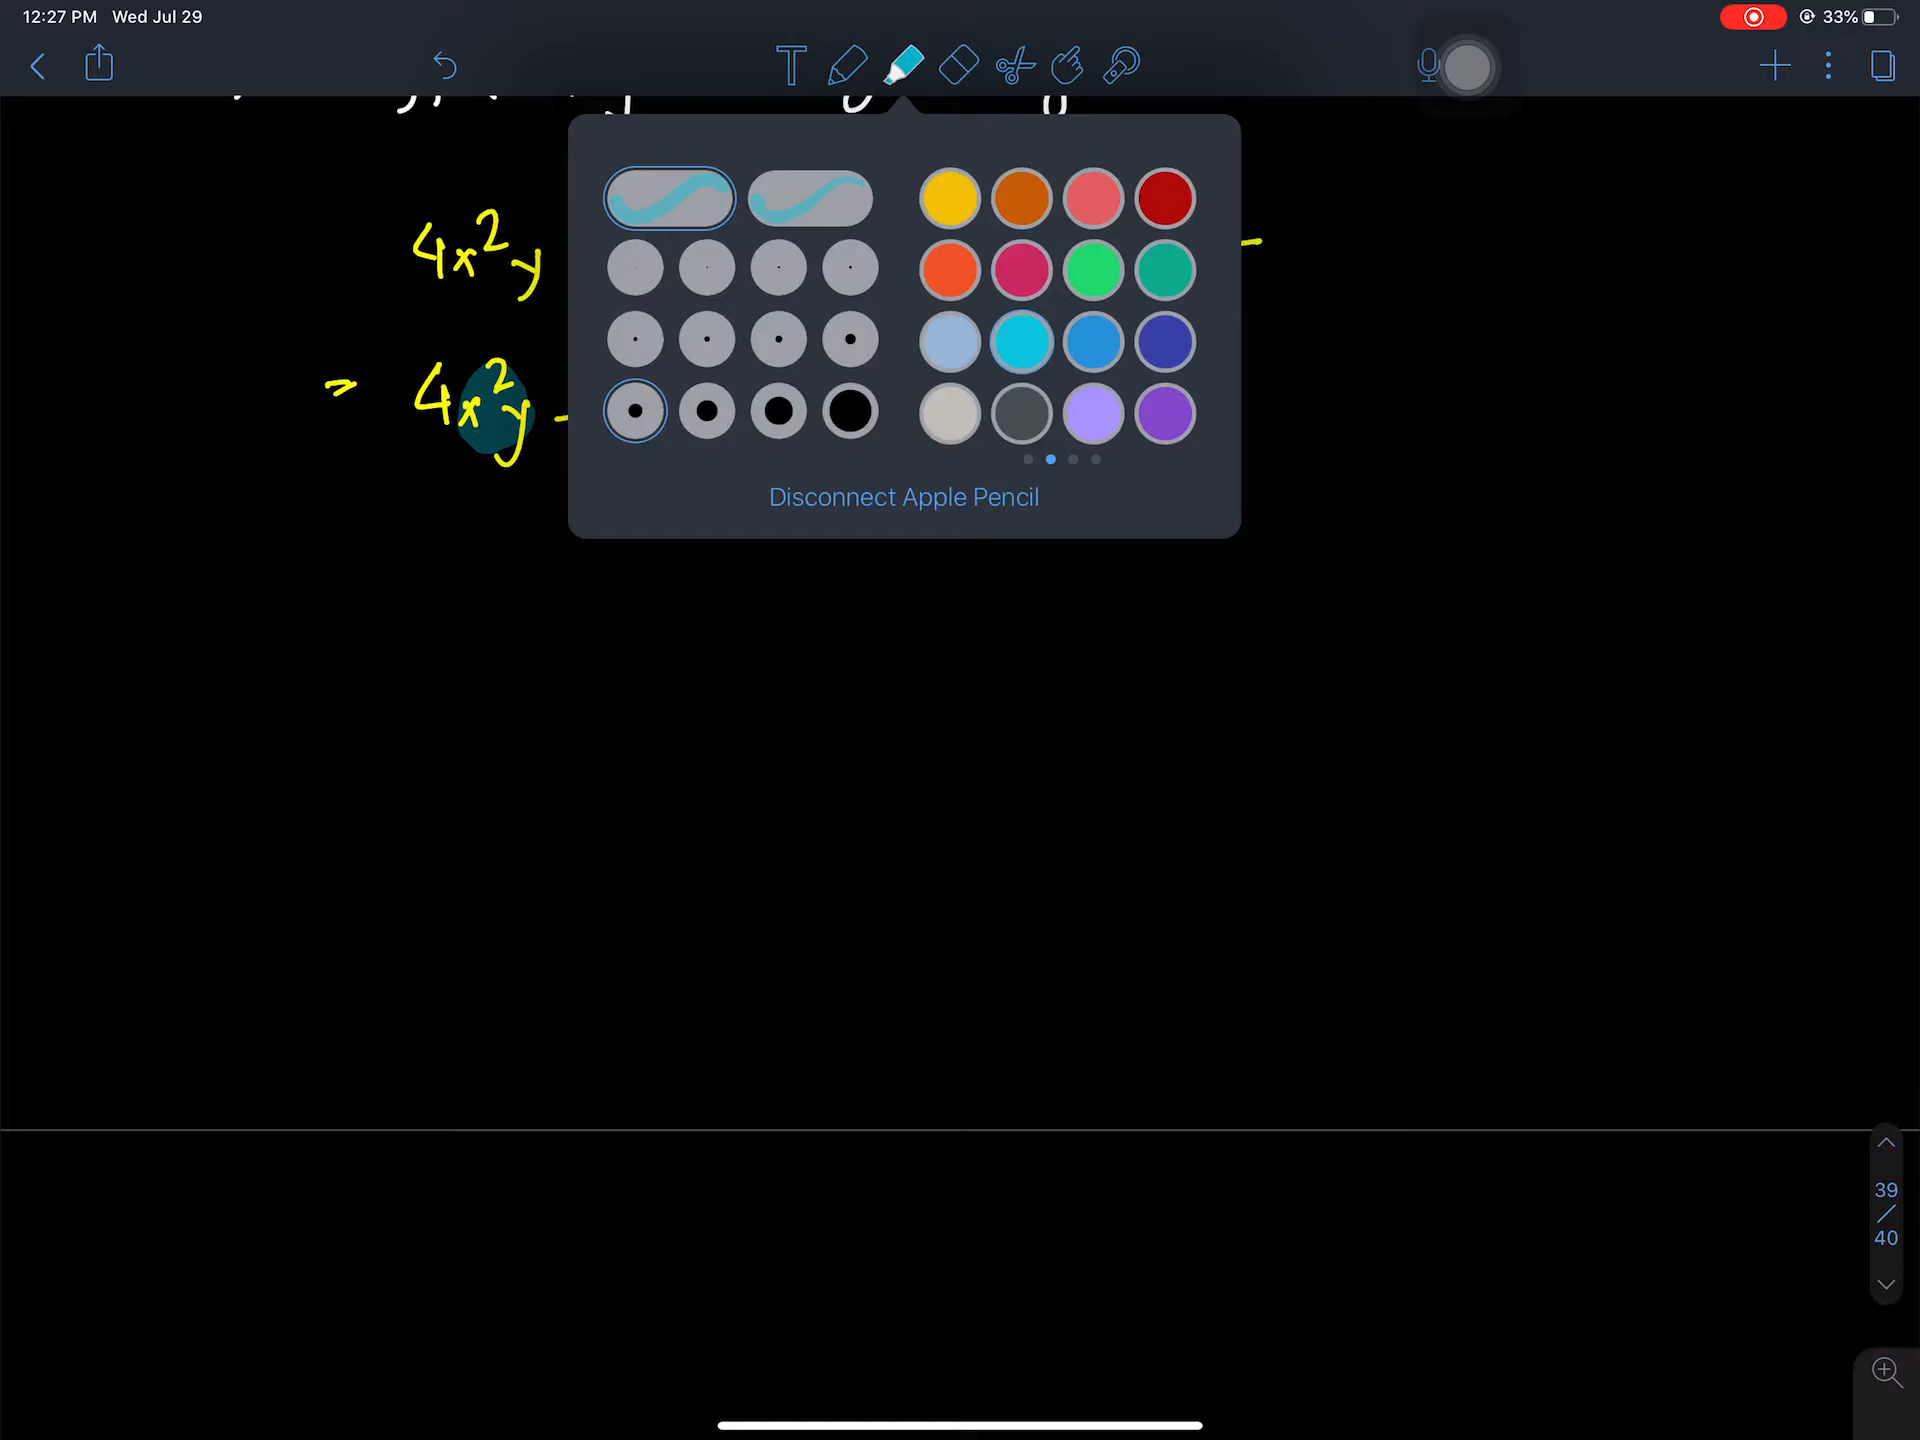 12:27 PM Wed Jul 29 33%
T
4x²y -
= 4x²y -
Disconnect Apple Pencil
39
/
40